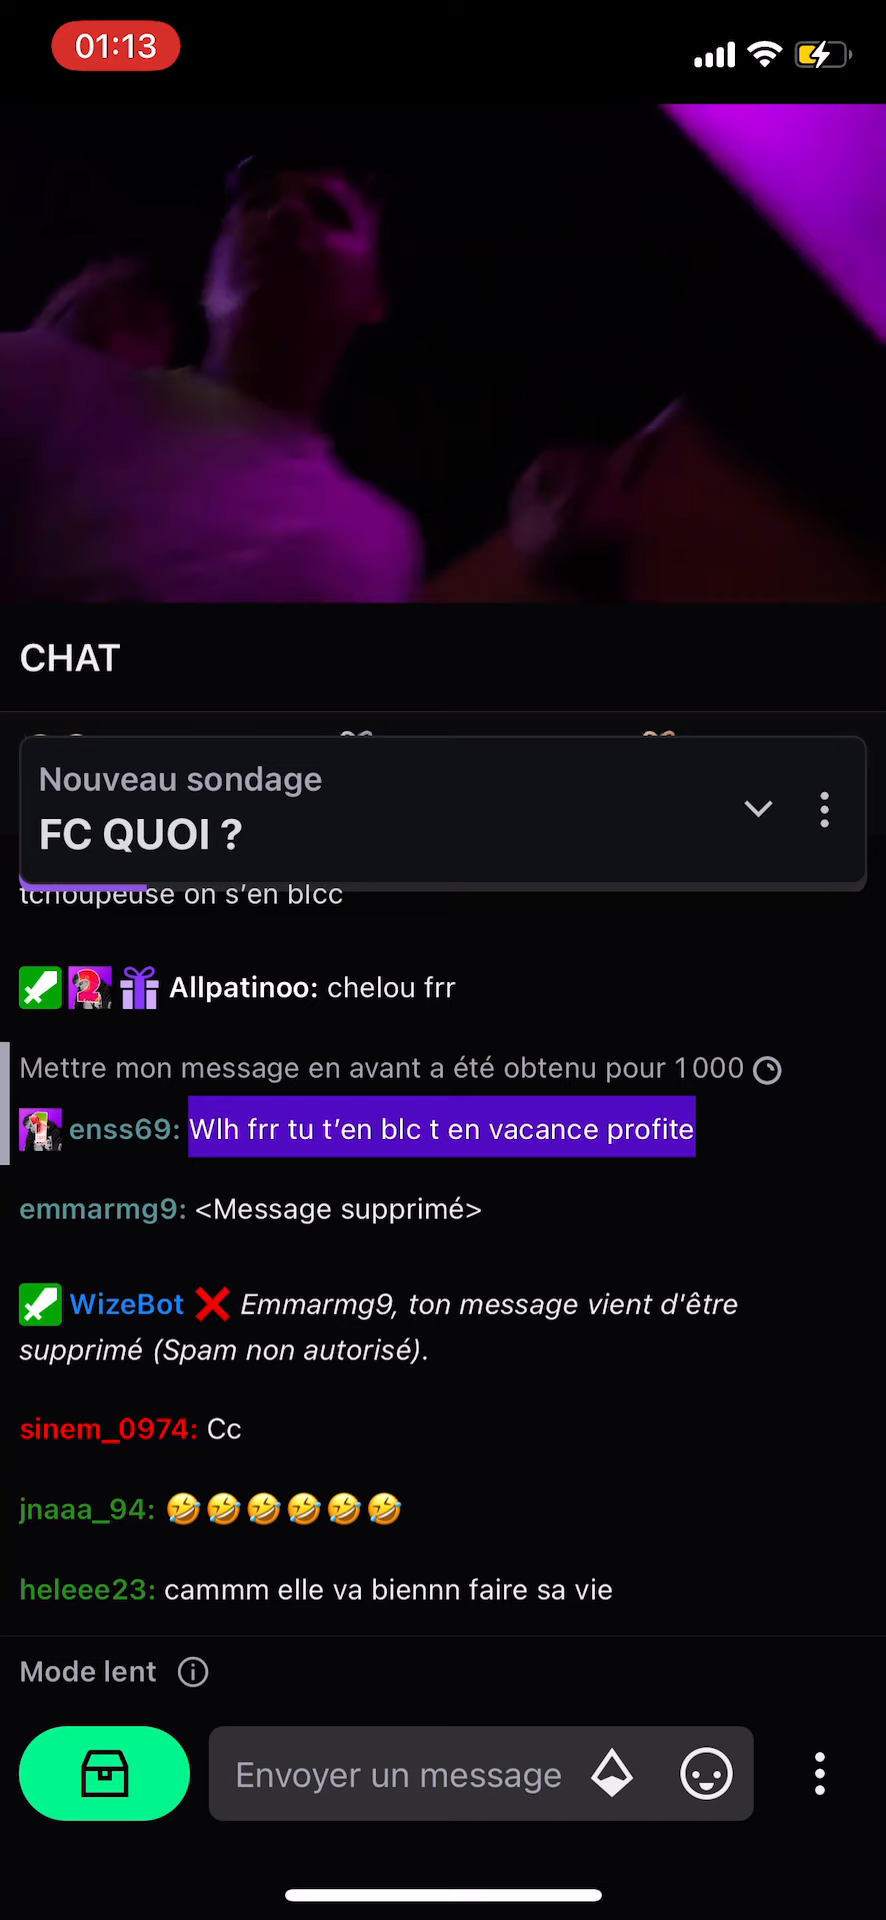 01:13
CHAT
Nouveau sondage
FC QUOI ?
tchoupeuse on s’en blcc
Allpatinoo: chelou frr
Mettre mon message en avant a été obtenu pour 1 000
enss69: Wlh frr tu t’en blc t en vacance profite
emmarmg9: <Message supprimé>
WizeBot ❌ Emmarmg9, ton message vient d'être
supprimé (Spam non autorisé).
sinem_0974: Cc
jnaaa_94: 🤣🤣🤣🤣🤣🤣
heleee23: cammm elle va biennn faire sa vie
Mode lent
Envoyer un message